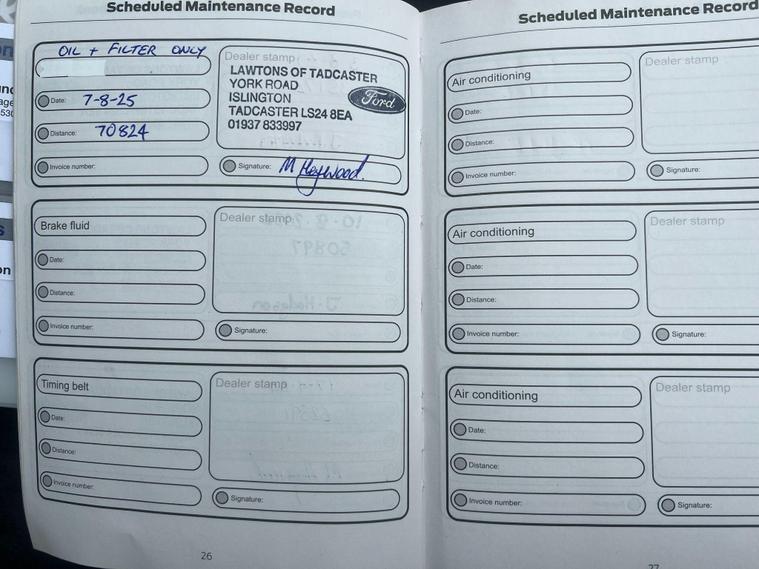 Scheduled Maintenance Record
OIL + FILTER ONLY
Date: 7-8-25
Distance: 70824
Invoice number:
Dealer stamp
LAWTONS OF TADCASTER
YORK ROAD
ISLINGTON
TADCASTER LS24 8EA
01937 833997
Ford
Signature: M Haywood.
Brake fluid
Date:
Distance:
Invoice number:
Dealer stamp
Signature:
Timing belt
Date:
Distance:
Invoice number:
Dealer stamp
Signature:
26
Scheduled Maintenance Record
Air conditioning
Date:
Distance:
Invoice number:
Dealer stamp
Signature:
Air conditioning
Date:
Distance:
Invoice number:
Dealer stamp
Signature:
Air conditioning
Date:
Distance:
Invoice number:
Dealer stamp
Signature:
27